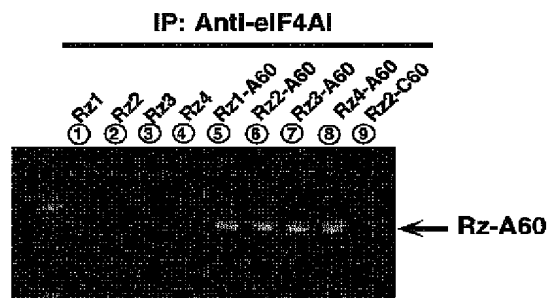 IP: Anti-eIF4AI
Rz1 Rz2 Rz3 Rz4 Rz1-A60 Rz2-A60 Rz3-A60 Rz4-A60 Rz2-C60
1 2 3 4 5 6 7 8 9
Rz-A60